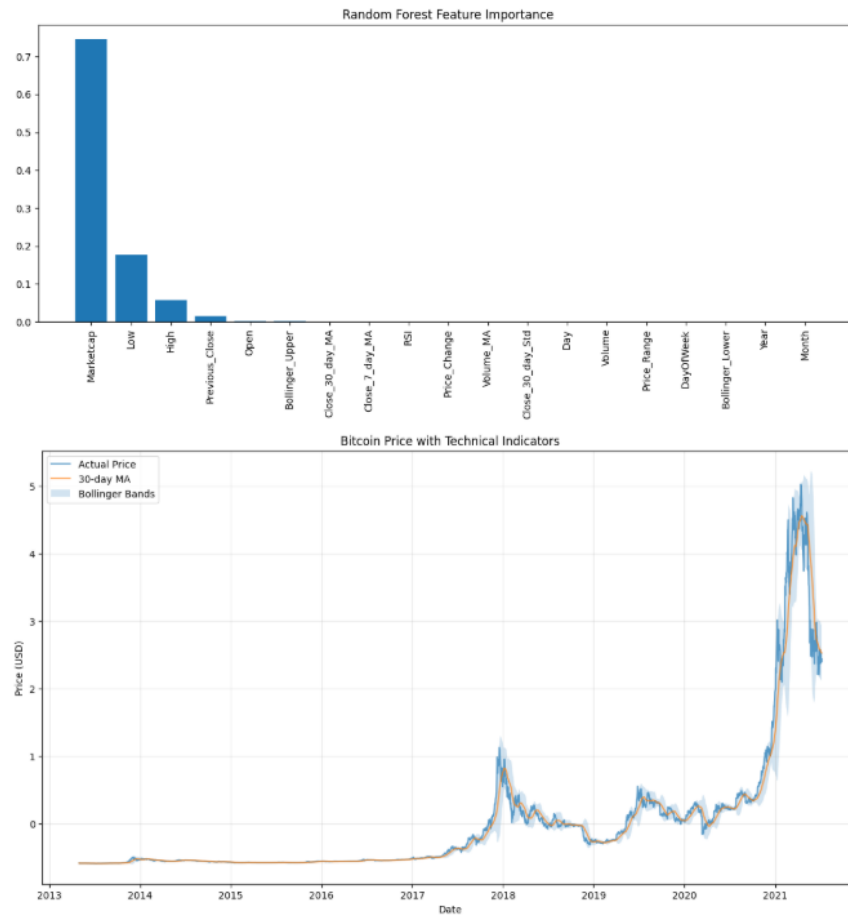 Random Forest Feature Importance
0.7
0.6
0.5
0.4
0.3
0.2
0.1
0.0
Marketcap
Low
High
Previous_Close
Open
Bollinger_Upper
Close_30_day_MA
Close_7_day_MA
RSI
Price_Change
Volume_MA
Close_30_day_Std
Day
Volume
Price_Range
DayOfWeek
Bollinger_Lower
Year
Month
Bitcoin Price with Technical Indicators
Actual Price
30-day MA
Bollinger Bands
Price (USD)
5
4
3
2
1
0
2013 2014 2015 2016 2017 2018 2019 2020 2021
Date